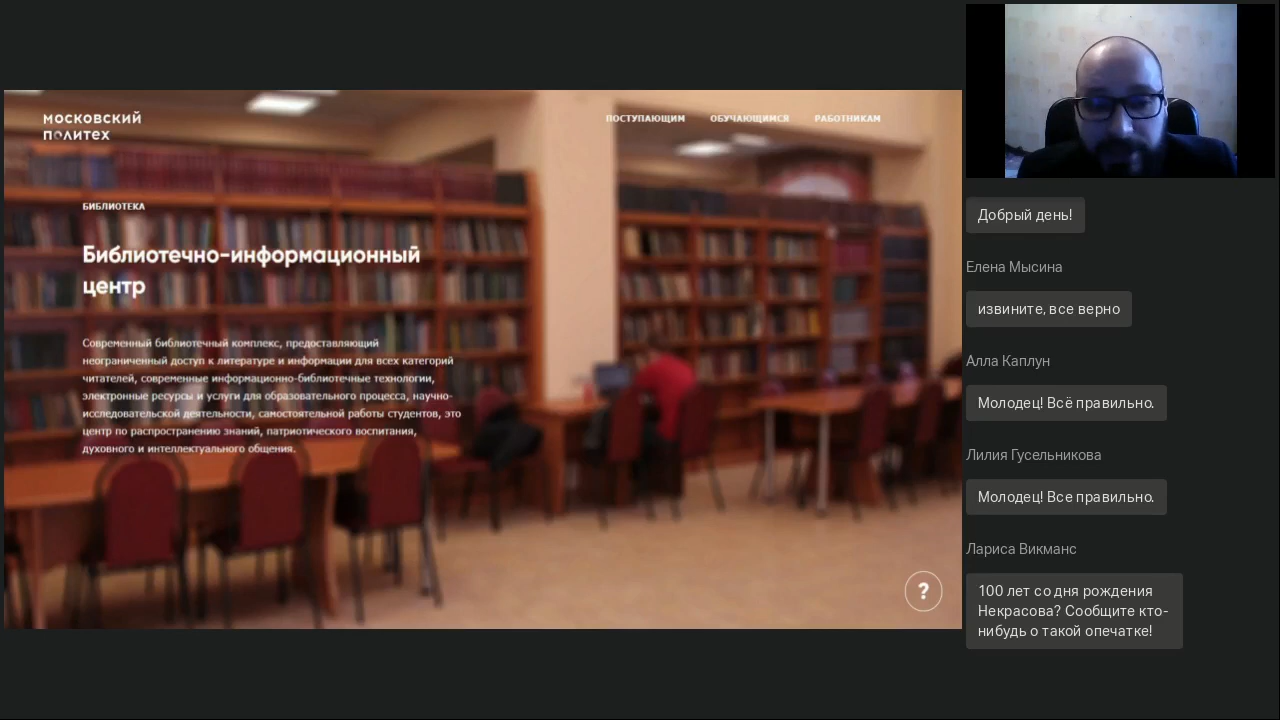 московский
политех
ПОСТУПАЮЩИМ
ОБУЧАЮЩИМСЯ
РАБОТНИКАМ
БИБЛИОТЕКА
Библиотечно-информационный
центр
Современный библиотечный комплекс, предоставляющий
неограниченный доступ к литературе и информации для всех категорий
читателей, современные информационно-библиотечные технологии,
электронные ресурсы и услуги для образовательного процесса, научно-
исследовательской деятельности, самостоятельной работы студентов, это
центр по распространению знаний, патриотического воспитания,
духовного и интеллектуального общения.
?
Добрый день!
Елена Мысина
извините, все верно
Алла Каплун
Молодец! Всё правильно.
Лилия Гусельникова
Молодец! Все правильно.
Лариса Викманс
100 лет со дня рождения
Некрасова? Сообщите кто-
нибудь о такой опечатке!